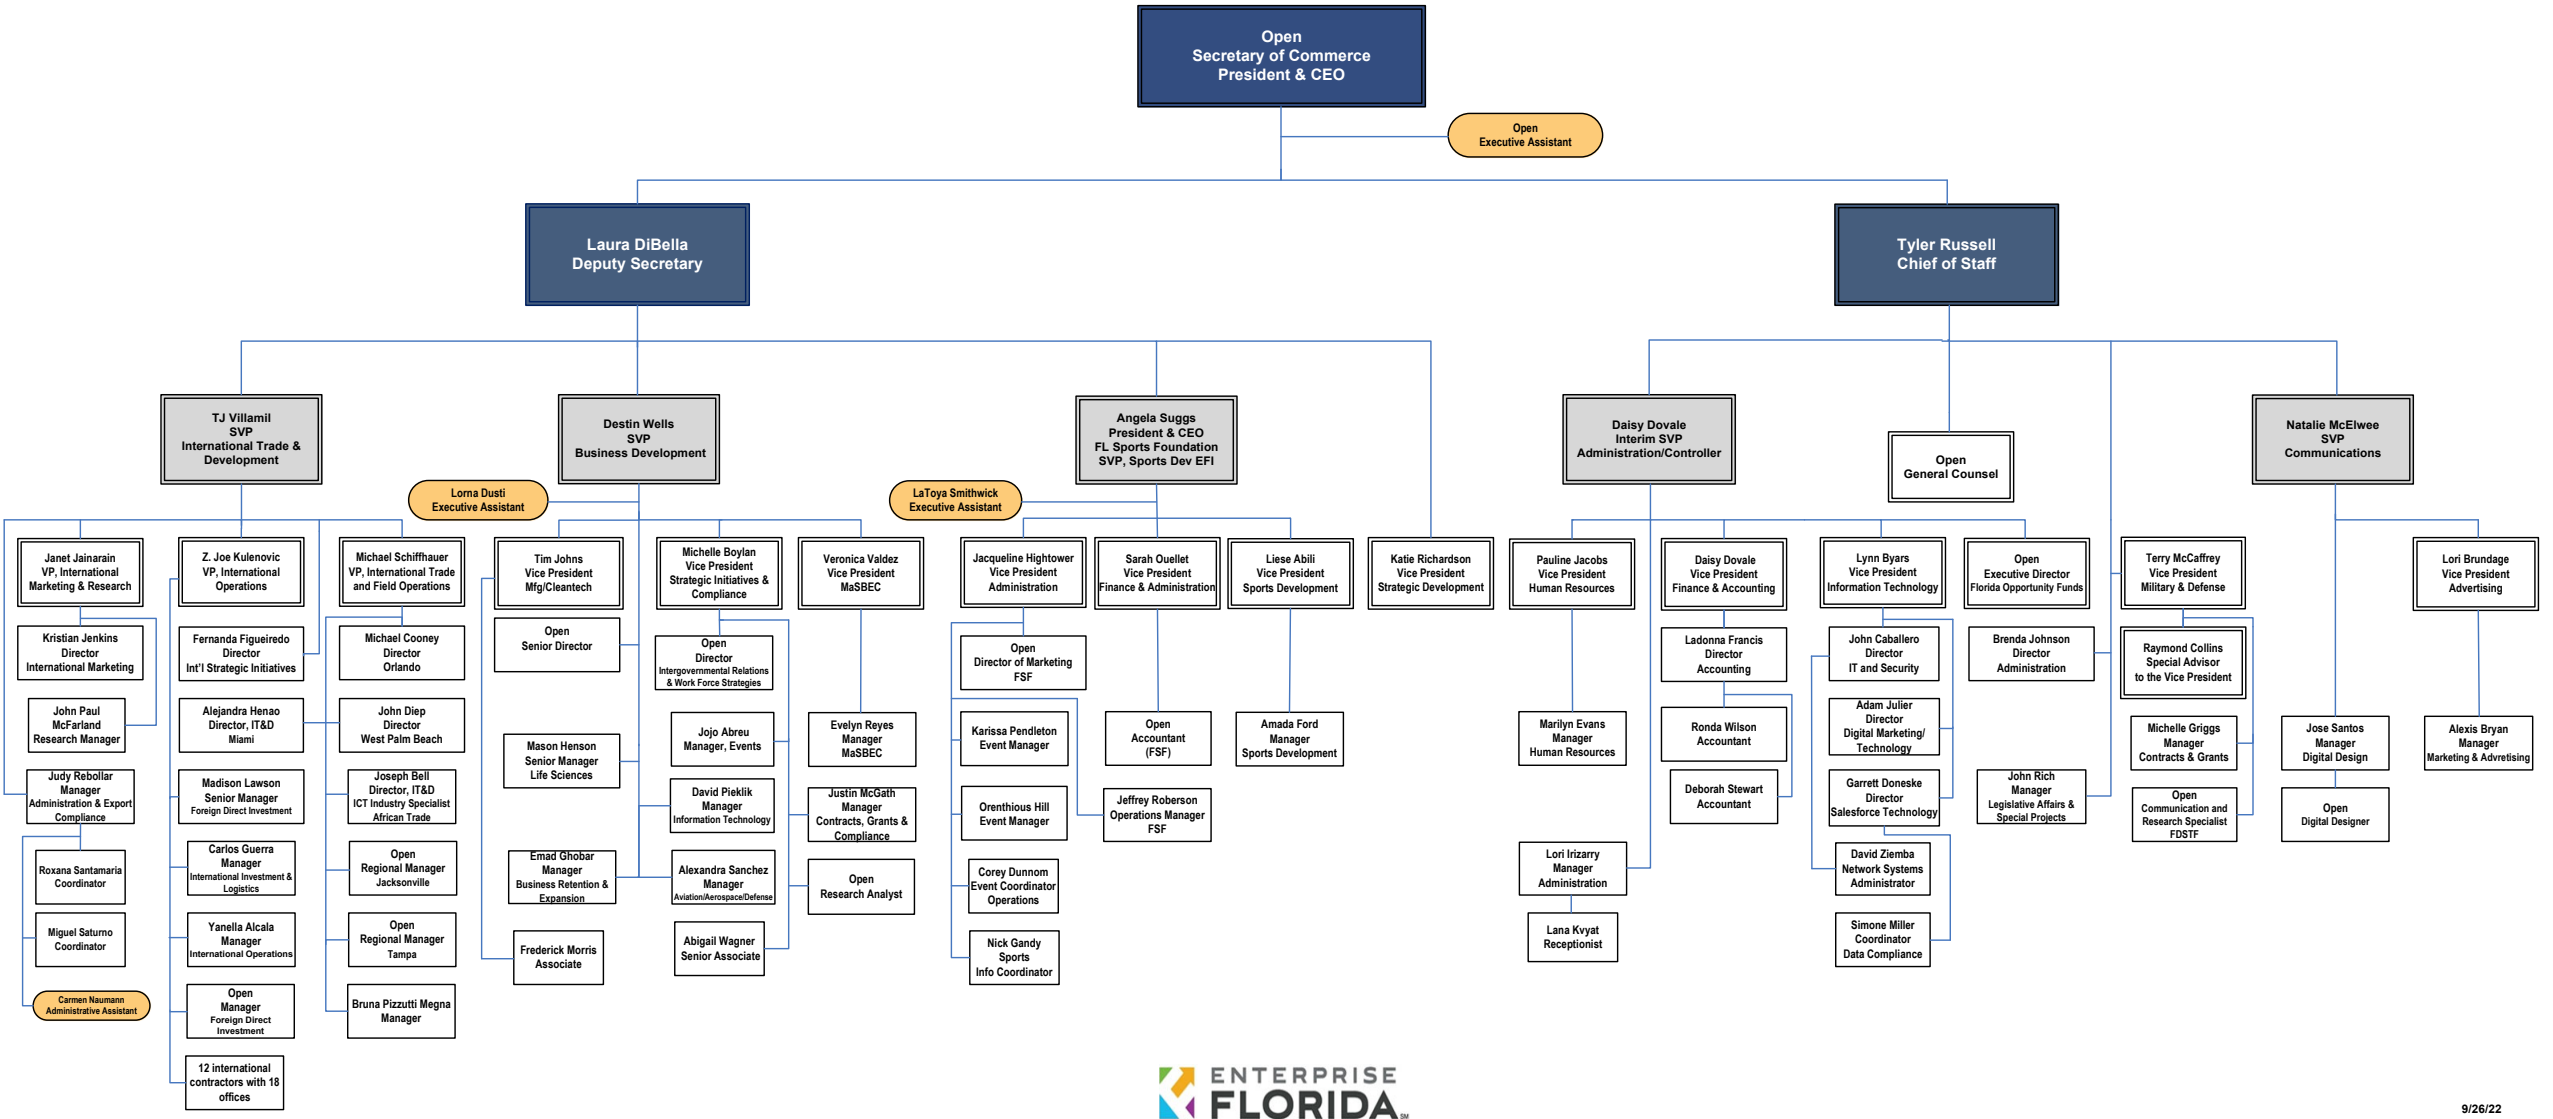 Open
Secretary of Commerce
President & CEO
Open
Executive Assistant
Laura DiBella
Deputy Secretary
Tyler Russell
Chief of Staff
TJ Villamil
SVP
International Trade &
Development
Destin Wells
SVP
Business Development
Angela Suggs
President & CEO
FL Sports Foundation
SVP, Sports Dev EFI
Daisy Dovale
Interim SVP
Administration/Controller
Open
General Counsel
Natalie McElwee
SVP
Communications
Lorna Dusti
Executive Assistant
LaToya Smithwick
Executive Assistant
Janet Jainarain
VP, International
Marketing & Research
Z. Joe Kulenovic
VP, International
Operations
Michael Schiffhauer
VP, International Trade
and Field Operations
Tim Johns
Vice President
Mfg/Cleantech
Michelle Boylan
Vice President
Strategic Initiatives &
Compliance
Veronica Valdez
Vice President
MaSBEC
Jacqueline Hightower
Vice President
Administration
Sarah Ouellet
Vice President
Finance & Administration
Liese Abili
Vice President
Sports Development
Katie Richardson
Vice President
Strategic Development
Pauline Jacobs
Vice President
Human Resources
Daisy Dovale
Vice President
Finance & Accounting
Lynn Byars
Vice President
Information Technology
Open
Executive Director
Florida Opportunity Funds
Terry McCaffrey
Vice President
Military & Defense
Lori Brundage
Vice President
Advertising
Kristian Jenkins
Director
International Marketing
Fernanda Figueiredo
Director
Int'l Strategic Initiatives
Michael Cooney
Director
Orlando
Open
Senior Director
Open
Director
Intergovernmental Relations
& Work Force Strategies
Open
Director of Marketing
FSF
Ladonna Francis
Director
Accounting
John Caballero
Director
IT and Security
Brenda Johnson
Director
Administration
Raymond Collins
Special Advisor
to the Vice President
John Paul
McFarland
Research Manager
Alejandra Henao
Director, IT&D
Miami
John Diep
Director
West Palm Beach
Mason Henson
Senior Manager
Life Sciences
Jojo Abreu
Manager, Events
Evelyn Reyes
Manager
MaSBEC
Karissa Pendleton
Event Manager
Open
Accountant
(FSF)
Amada Ford
Manager
Sports Development
Marilyn Evans
Manager
Human Resources
Ronda Wilson
Accountant
Adam Julier
Director
Digital Marketing/
Technology
Michelle Griggs
Manager
Contracts & Grants
Jose Santos
Manager
Digital Design
Alexis Bryan
Manager
Marketing & Advretising
Judy Rebollar
Manager
Administration & Export
Compliance
Madison Lawson
Senior Manager
Foreign Direct Investment
Joseph Bell
Director, IT&D
ICT Industry Specialist
African Trade
David Pieklik
Manager
Information Technology
Justin McGath
Manager
Contracts, Grants &
Compliance
Orenthious Hill
Event Manager
Jeffrey Roberson
Operations Manager
FSF
Deborah Stewart
Accountant
Garrett Doneske
Director
Salesforce Technology
John Rich
Manager
Legislative Affairs &
Special Projects
Open
Communication and
Research Specialist
FDSTF
Open
Digital Designer
Roxana Santamaria
Coordinator
Carlos Guerra
Manager
International Investment &
Logistics
Open
Regional Manager
Jacksonville
Emad Ghobar
Manager
Business Retention &
Expansion
Alexandra Sanchez
Manager
Aviation/Aerospace/Defense
Open
Research Analyst
Corey Dunnom
Event Coordinator
Operations
Lori Irizarry
Manager
Administration
David Ziemba
Network Systems
Administrator
Miguel Saturno
Coordinator
Yanella Alcala
Manager
International Operations
Open
Regional Manager
Tampa
Frederick Morris
Associate
Abigail Wagner
Senior Associate
Nick Gandy
Sports
Info Coordinator
Lana Kvyat
Receptionist
Simone Miller
Coordinator
Data Compliance
Carmen Naumann
Administrative Assistant
Open
Manager
Foreign Direct
Investment
Bruna Pizzutti Megna
Manager
12 international
contractors with 18
offices
ENTERPRISE
FLORIDA
SM
9/26/22